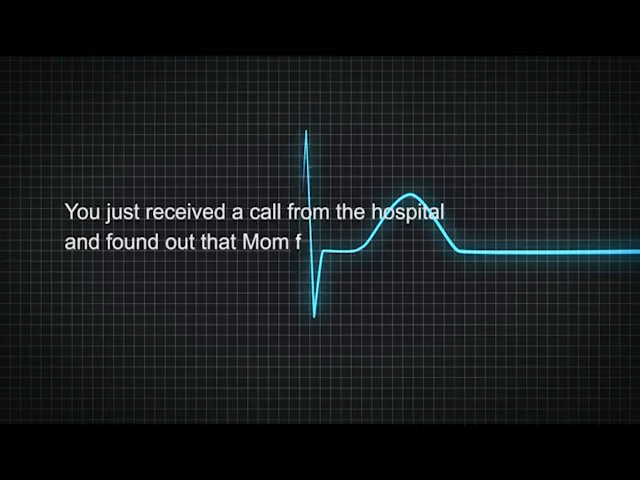 You just received a call from the hospital
and found out that Mom f